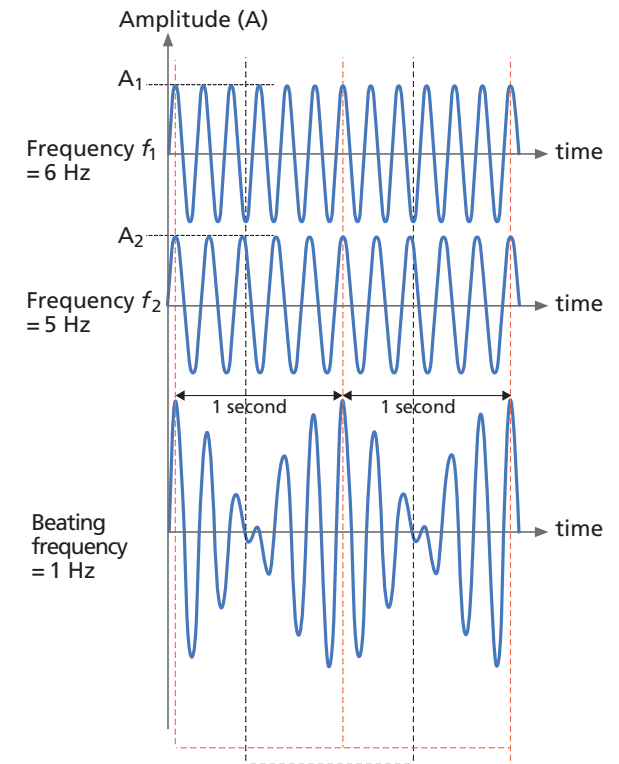 Amplitude (A)
A₁
Frequency f₁
= 6 Hz
time
A₂
Frequency f₂
= 5 Hz
time
1 second
1 second
Beating
frequency
= 1 Hz
time